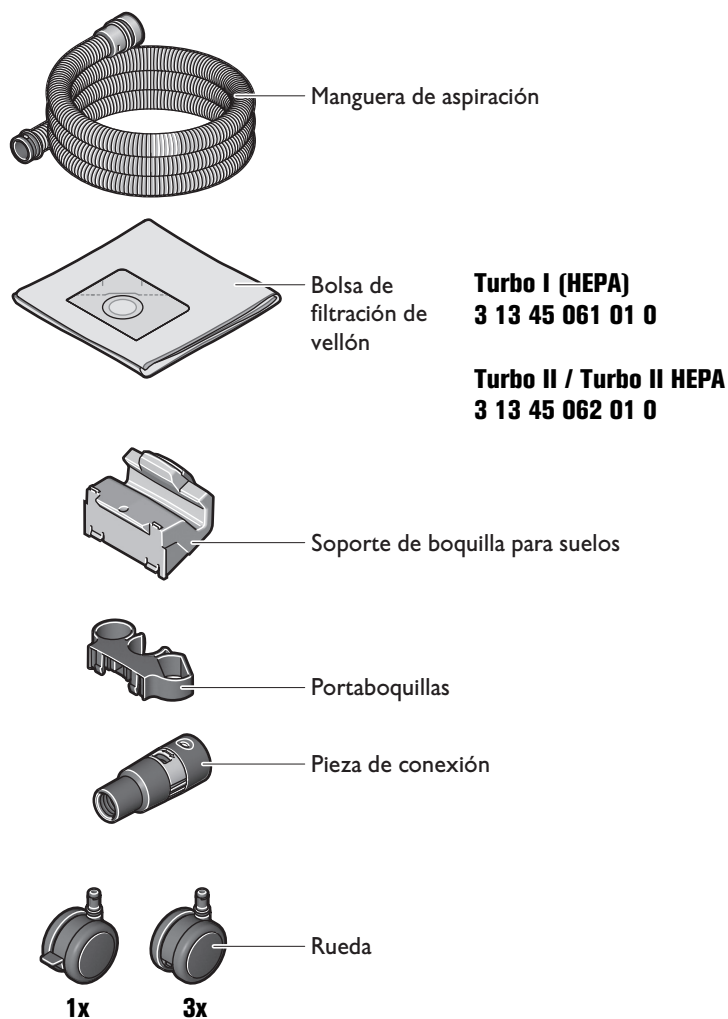 Manguera de aspiración
Bolsa de
filtración de
vellón
Turbo I (HEPA)
3 13 45 061 01 0
Turbo II / Turbo II HEPA
3 13 45 062 01 0
Soporte de boquilla para suelos
Portaboquillas
Pieza de conexión
Rueda
1x
3x